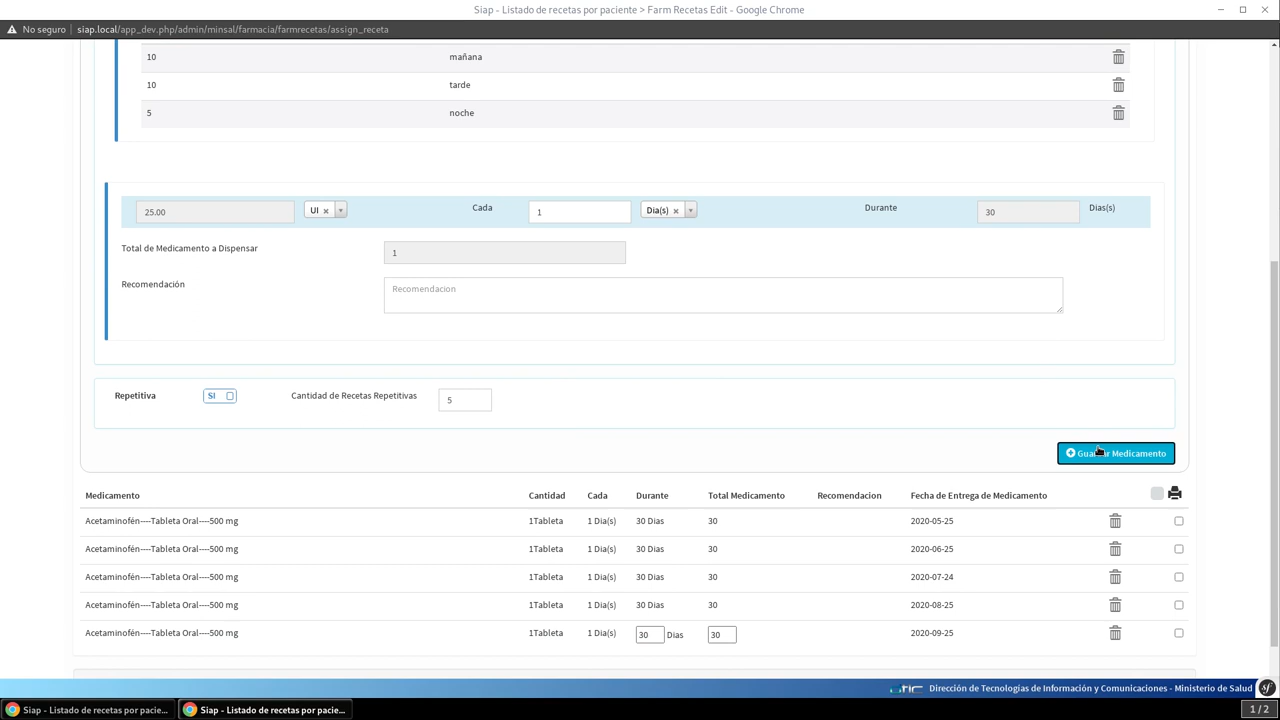 Siap - Listado de recetas por paciente > Farm Recetas Edit - Google Chrome
No seguro siap.local/app_dev.php/admin/minsal/farmacia/farmrecetas/assign_receta
10 mañana
10 tarde
5 noche
25.00 UI × Cada 1 Dia(s) × Durante 30 Dias(s)
Total de Medicamento a Dispensar 1
Recomendación Recomendacion
Repetitiva SI Cantidad de Recetas Repetitivas 5
Medicamento
Medicamento Cantidad Cada Durante Total Medicamento Recomendacion Fecha de Entrega de Medicamento
Acetaminofén----Tableta Oral----500 mg 1Tableta 1 Dia(s) 30 Dias 30 2020-05-25
Acetaminofén----Tableta Oral----500 mg 1Tableta 1 Dia(s) 30 Dias 30 2020-06-25
Acetaminofén----Tableta Oral----500 mg 1Tableta 1 Dia(s) 30 Dias 30 2020-07-24
Acetaminofén----Tableta Oral----500 mg 1Tableta 1 Dia(s) 30 Dias 30 2020-08-25
Acetaminofén----Tableta Oral----500 mg 1Tableta 1 Dia(s) 30 Dias 30 2020-09-25
Dirección de Tecnologías de Información y Comunicaciones - Ministerio de Salud sf
Siap - Listado de recetas por pacie... Siap - Listado de recetas por pacie... 1 / 2